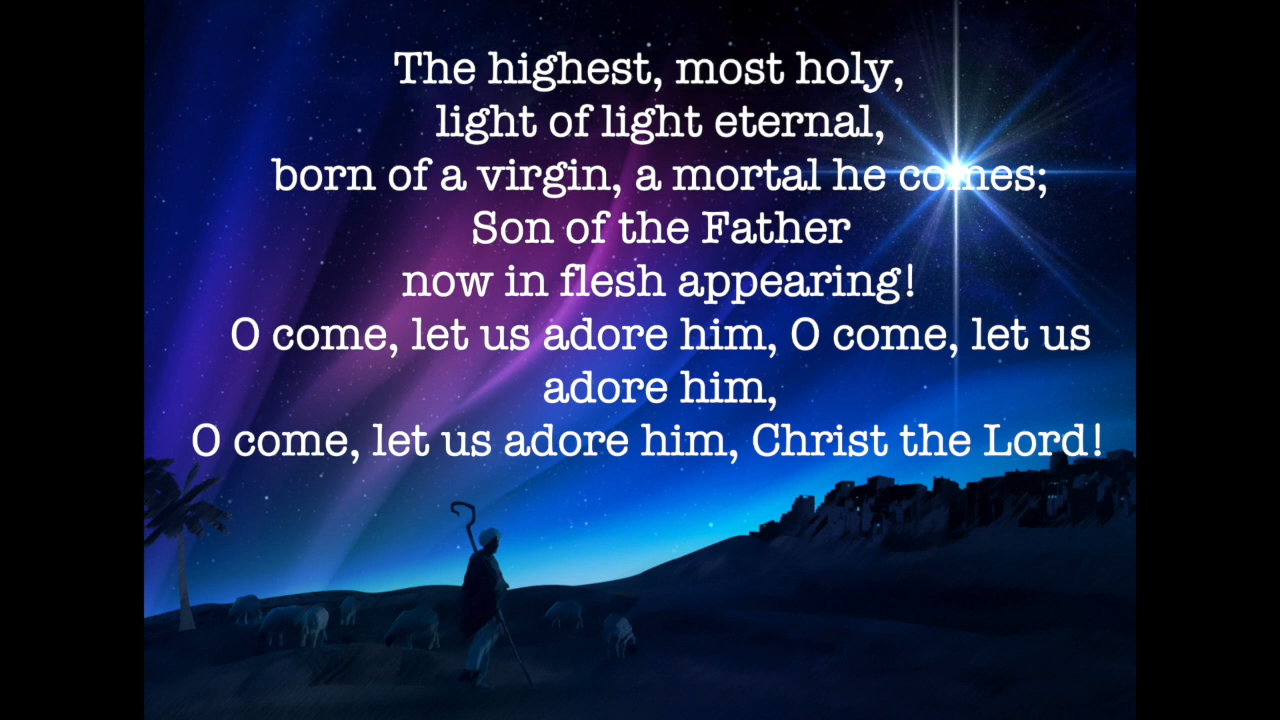 The highest, most holy,
light of light eternal,
born of a virgin, a mortal he comes;
Son of the Father
now in flesh appearing!
O come, let us adore him, O come, let us
adore him,
O come, let us adore him, Christ the Lord!